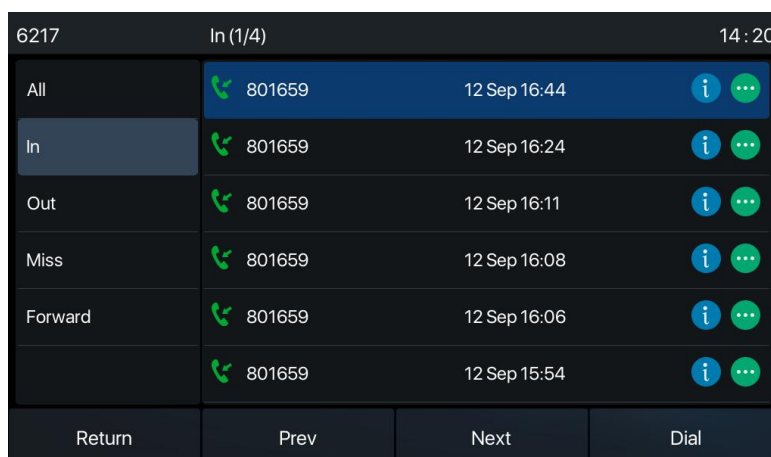 6217 In (1/4) 14:20
All 801659 12 Sep 16:44 i
In 801659 12 Sep 16:24 i
Out 801659 12 Sep 16:11 i
Miss 801659 12 Sep 16:08 i
Forward 801659 12 Sep 16:06 i
801659 12 Sep 15:54 i
Return Prev Next Dial